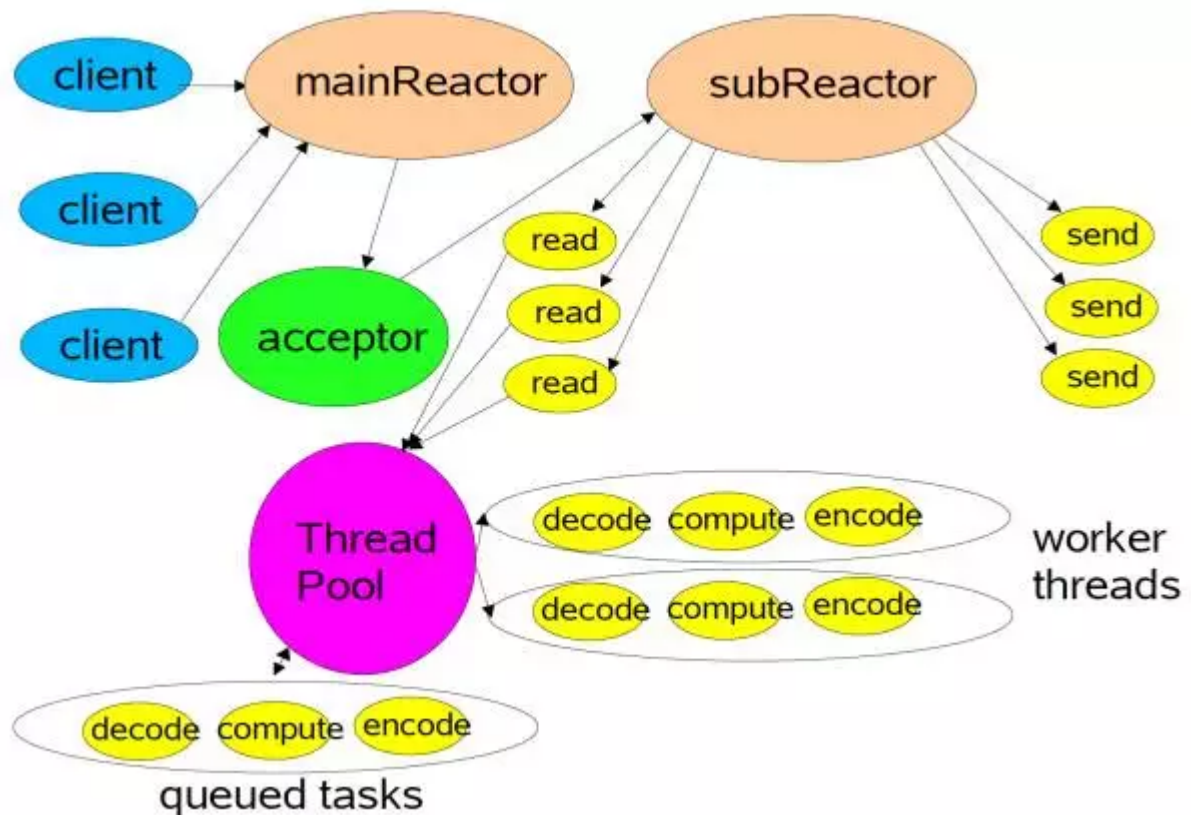 client
mainReactor
subReactor
client
read
send
read
send
client
acceptor
read
send
Thread
Pool
decode compute encode
decode compute encode
worker
threads
decode compute encode
queued tasks